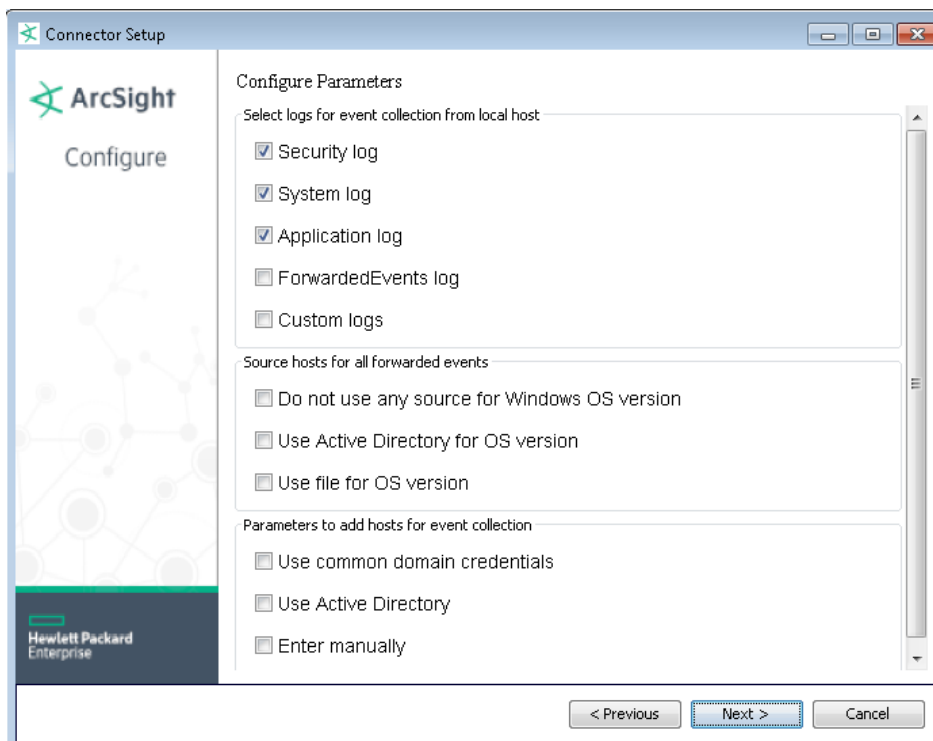 Connector Setup
ArcSight
Configure
Configure Parameters
Select logs for event collection from local host
Security log
System log
Application log
ForwardedEvents log
Custom logs
Source hosts for all forwarded events
Do not use any source for Windows OS version
Use Active Directory for OS version
Use file for OS version
Parameters to add hosts for event collection
Use common domain credentials
Use Active Directory
Enter manually
Hewlett Packard
Enterprise
< Previous
Next >
Cancel